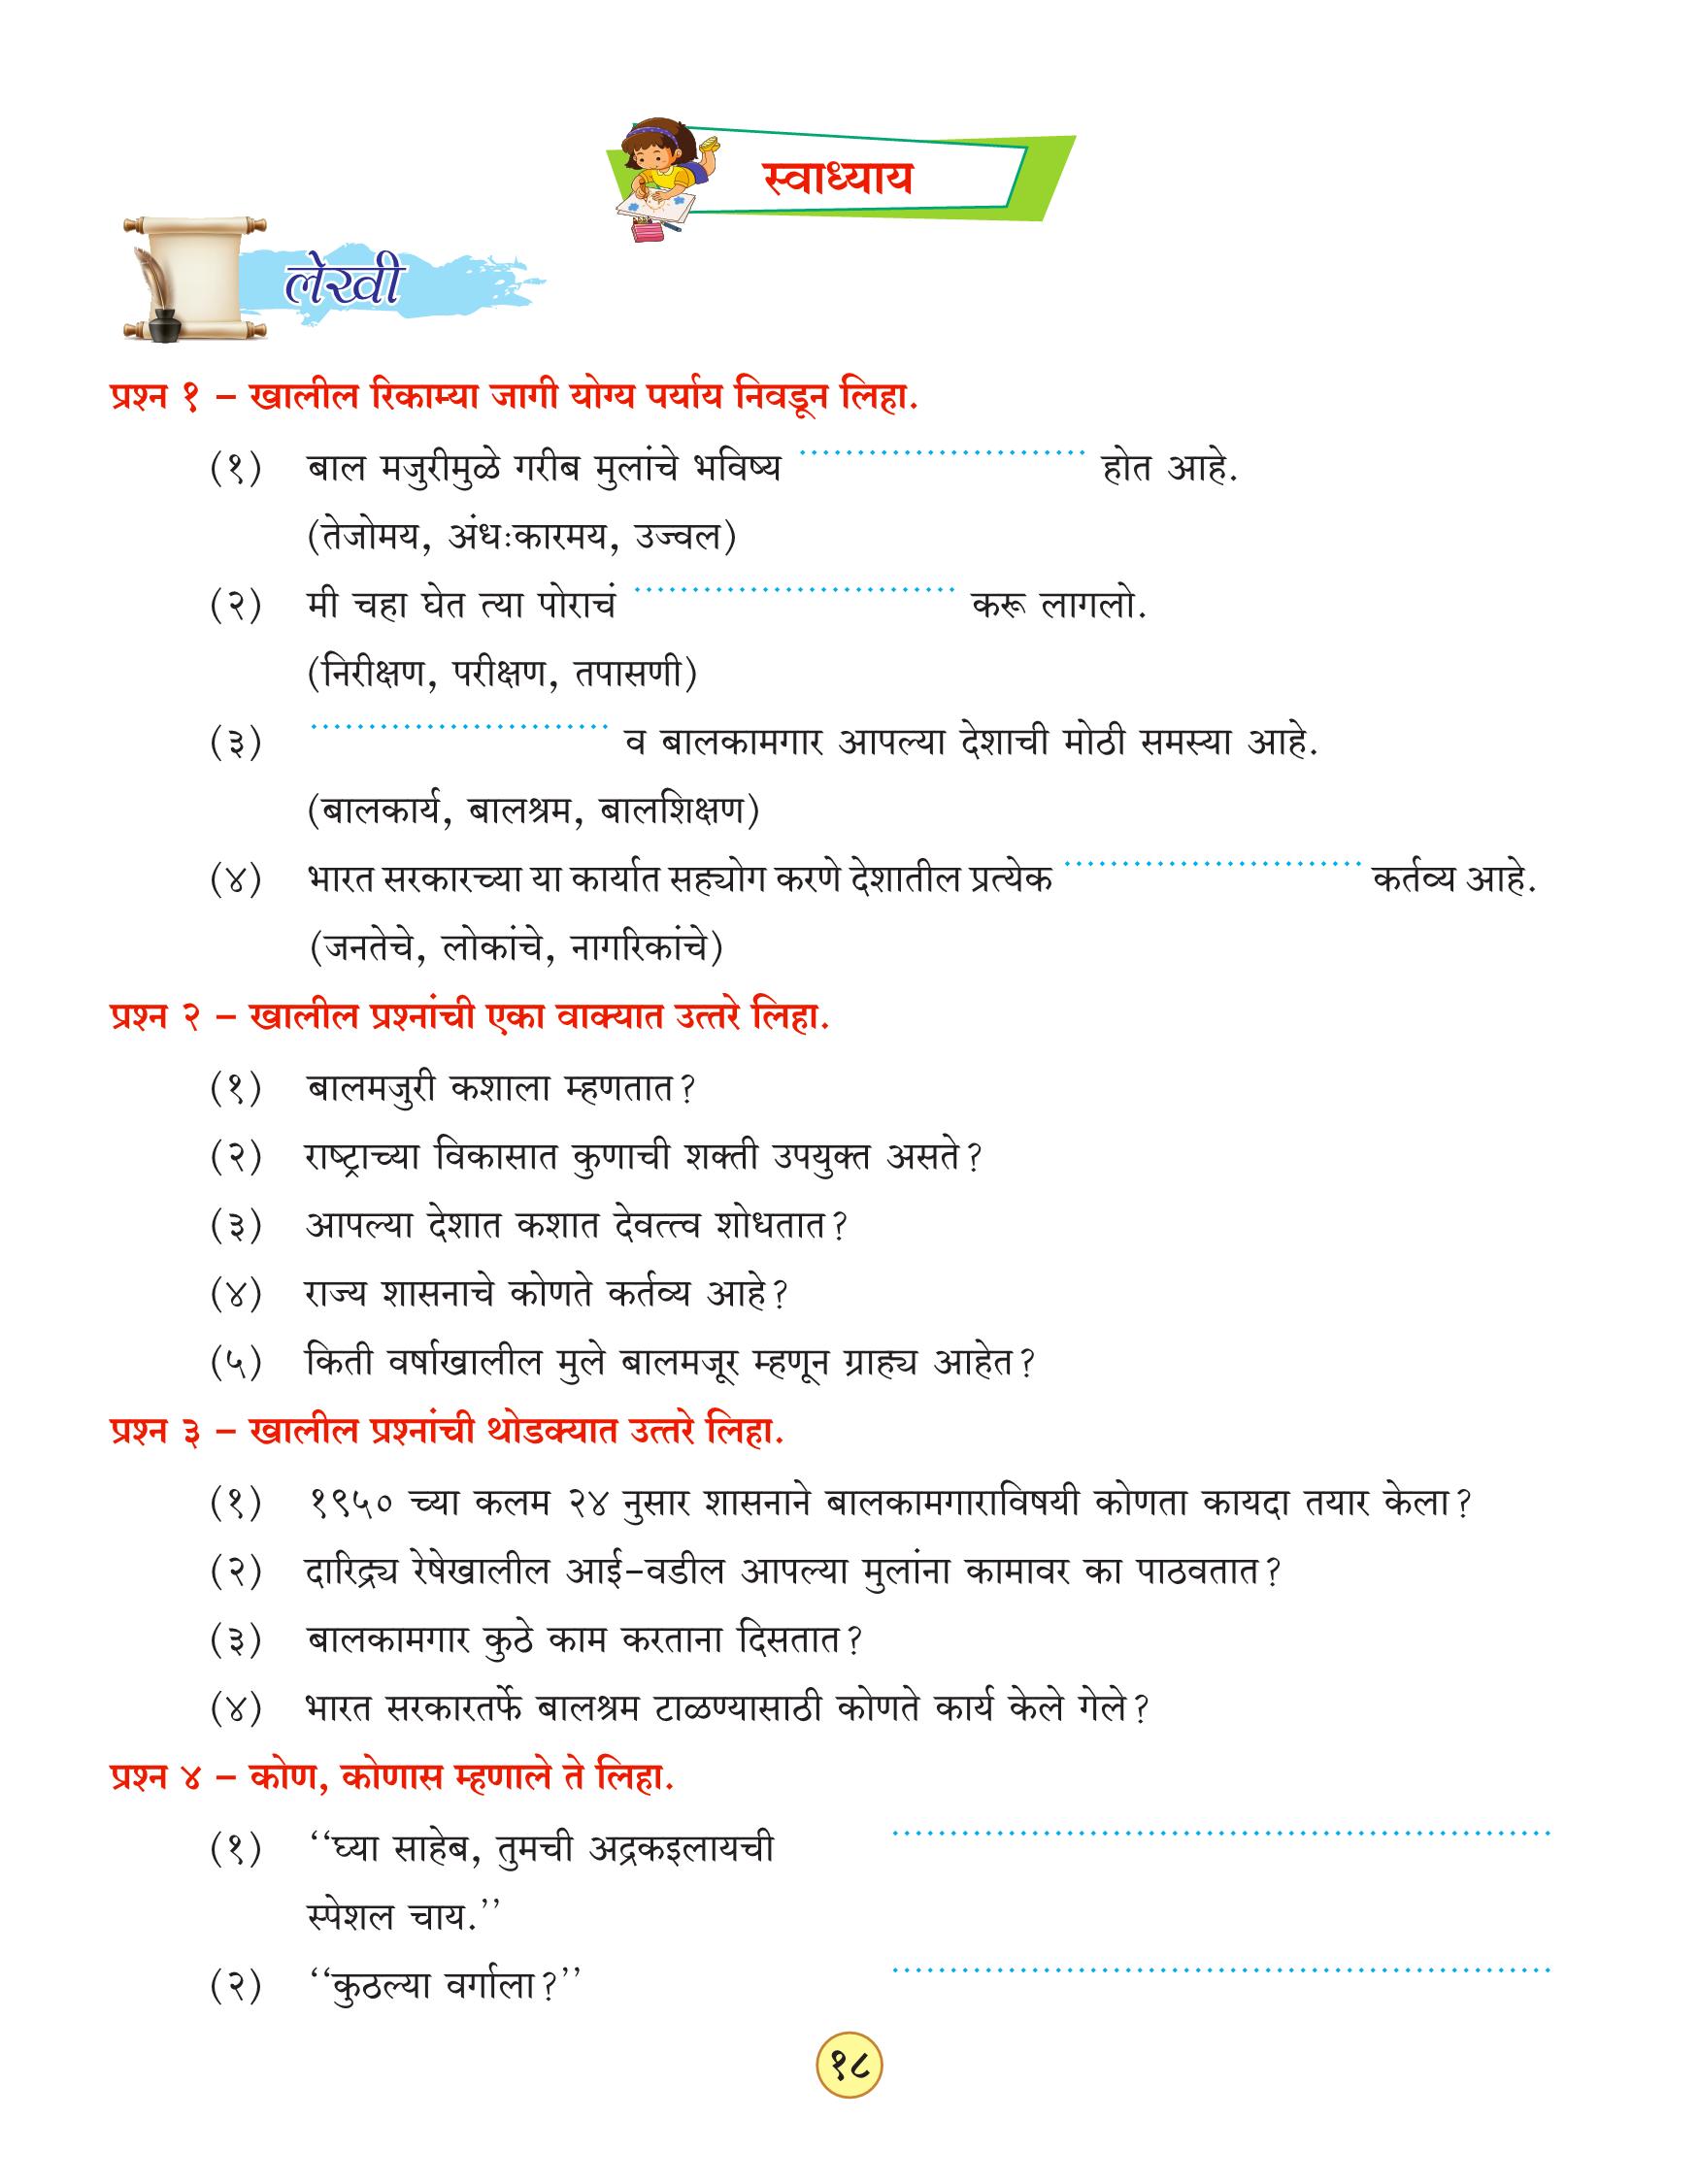 स्वाध्याय
लेखी
प्रश्न १ – खालील रिकाम्या जागी योग्य पर्याय निवडून लिहा.
(१) बाल मजुरीमुळे गरीब मुलांचे भविष्य ........................ होत आहे.
(तेजोमय, अंधःकारमय, उज्वल)
(२) मी चहा घेत त्या पोराचं ........................ करू लागलो.
(निरीक्षण, परीक्षण, तपासणी)
(३) ........................ व बालकामगार आपल्या देशाची मोठी समस्या आहे.
(बालकार्य, बालश्रम, बालशिक्षण)
(४) भारत सरकारच्या या कार्यात सहयोग करणे देशातील प्रत्येक ........................ कर्तव्य आहे.
(जनतेचे, लोकांचे, नागरिकांचे)
प्रश्न २ – खालील प्रश्नांची एका वाक्यात उत्तरे लिहा.
(१) बालमजुरी कशाला म्हणतात?
(२) राष्ट्राच्या विकासात कुणाची शक्ती उपयुक्त असते?
(३) आपल्या देशात कशात देवत्त्व शोधतात?
(४) राज्य शासनाचे कोणते कर्तव्य आहे?
(५) किती वर्षाखालील मुले बालमजूर म्हणून ग्राह्य आहेत?
प्रश्न ३ – खालील प्रश्नांची थोडक्यात उत्तरे लिहा.
(१) १९५० च्या कलम २४ नुसार शासनाने बालकामगाराविषयी कोणता कायदा तयार केला?
(२) दारिद्र्य रेषेखालील आई-वडील आपल्या मुलांना कामावर का पाठवतात?
(३) बालकामगार कुठे काम करताना दिसतात?
(४) भारत सरकारतर्फे बालश्रम टाळण्यासाठी कोणते कार्य केले गेले?
प्रश्न ४ – कोण, कोणास म्हणाले ते लिहा.
(१) ‘‘घ्या साहेब, तुमची अद्रकइलायची ........................
स्पेशल चाय.’’
(२) ‘‘कुठल्या वर्गाला?’’ ........................
१८